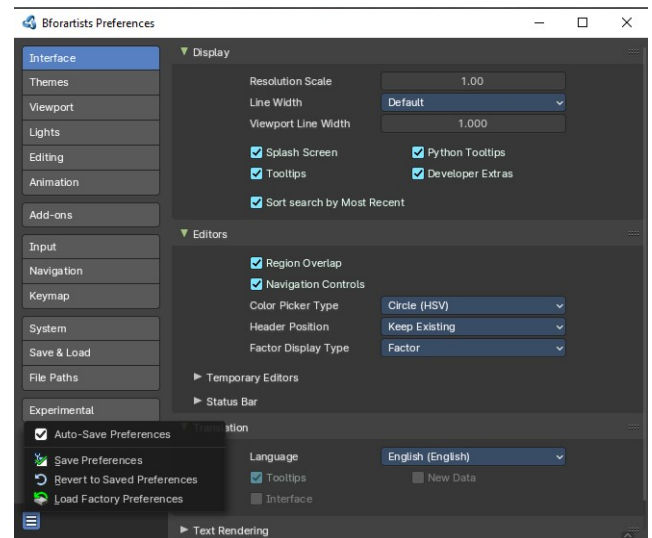 Bforartists Preferences
Interface
Themes
Viewport
Lights
Editing
Animation
Add-ons
Input
Navigation
Keymap
System
Save & Load
File Paths
Experimental
Auto-Save Preferences
Save Preferences
Revert to Saved Preferences
Load Factory Preferences
Display
Resolution Scale 1.00
Line Width Default
Viewport Line Width 1.000
Splash Screen Python Tooltips
Tooltips Developer Extras
Sort search by Most Recent
Editors
Region Overlap
Navigation Controls
Color Picker Type Circle (HSV)
Header Position Keep Existing
Factor Display Type Factor
Temporary Editors
Status Bar
Translation
Language English (English)
Tooltips New Data
Interface
Text Rendering